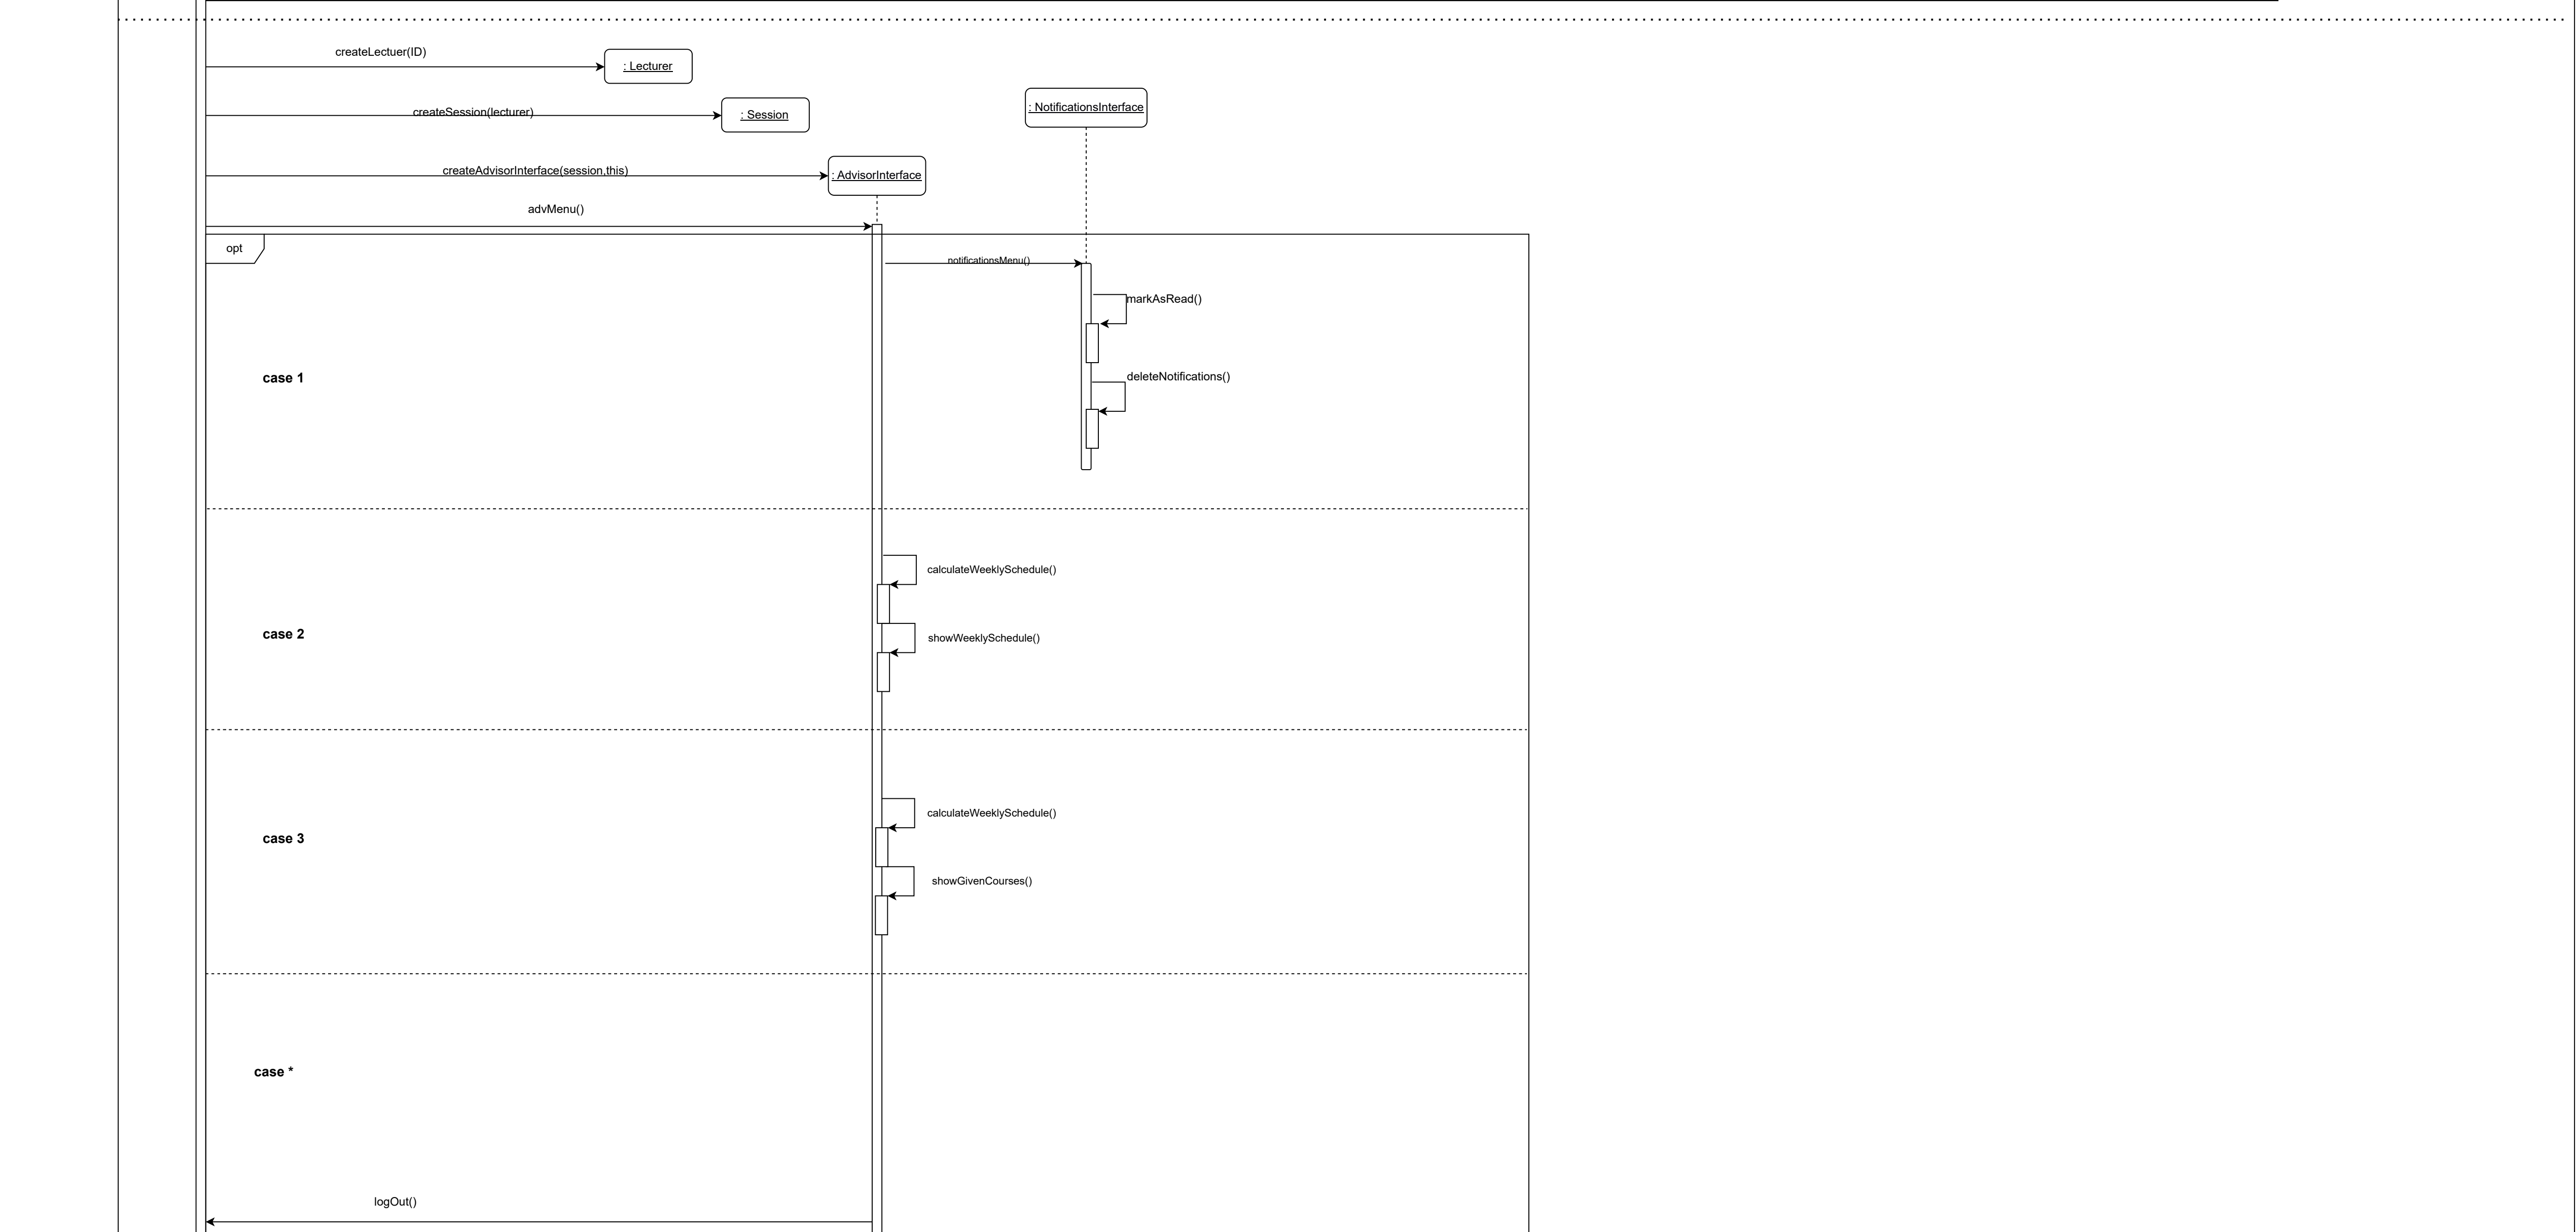 createLectuer(ID)
: Lecturer
createSession(lecturer)
: Session
: NotificationsInterface
createAdvisorInterface(session,this)
: AdvisorInterface
advMenu()
opt
notificationsMenu()
markAsRead()
case 1
deleteNotifications()
calculateWeeklySchedule()
case 2
showWeeklySchedule()
calculateWeeklySchedule()
case 3
showGivenCourses()
case *
logOut()